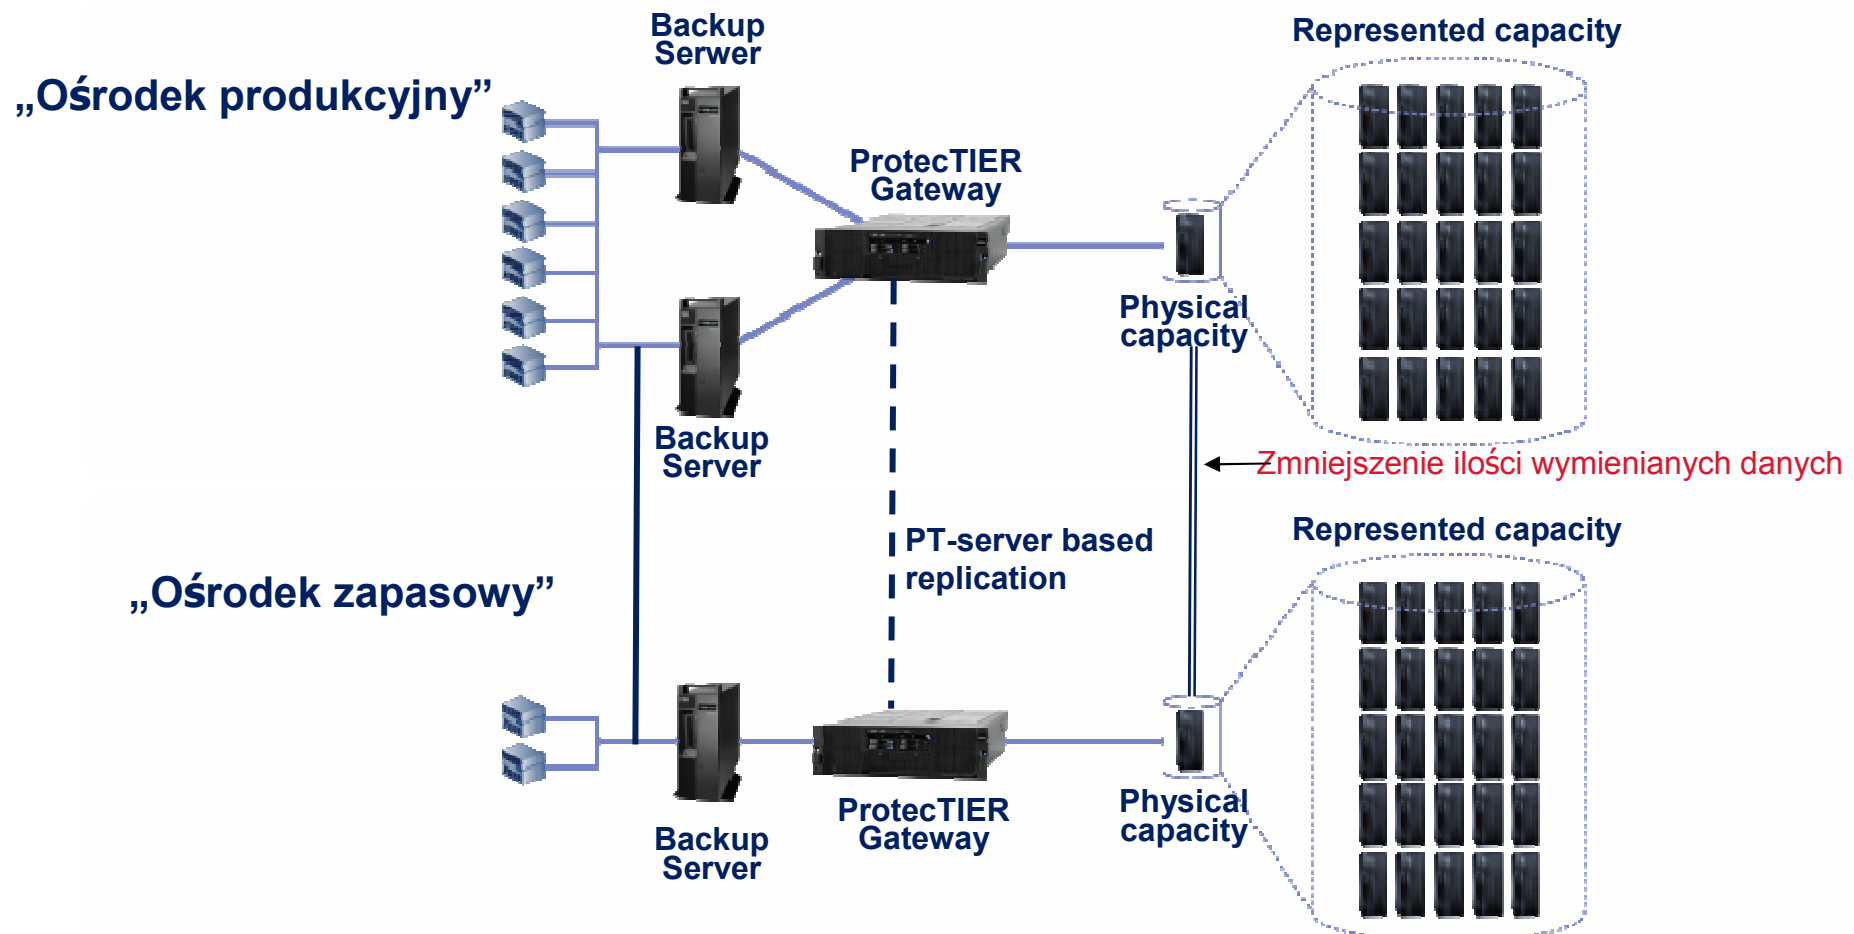 Backup
Serwer
Represented capacity
„Ośrodek produkcyjny”
ProtecTIER
Gateway
Physical
capacity
Backup
Server
Zmniejszenie ilości wymienianych danych
Represented capacity
PT-server based
replication
„Ośrodek zapasowy”
Physical
capacity
ProtecTIER
Gateway
Backup
Server